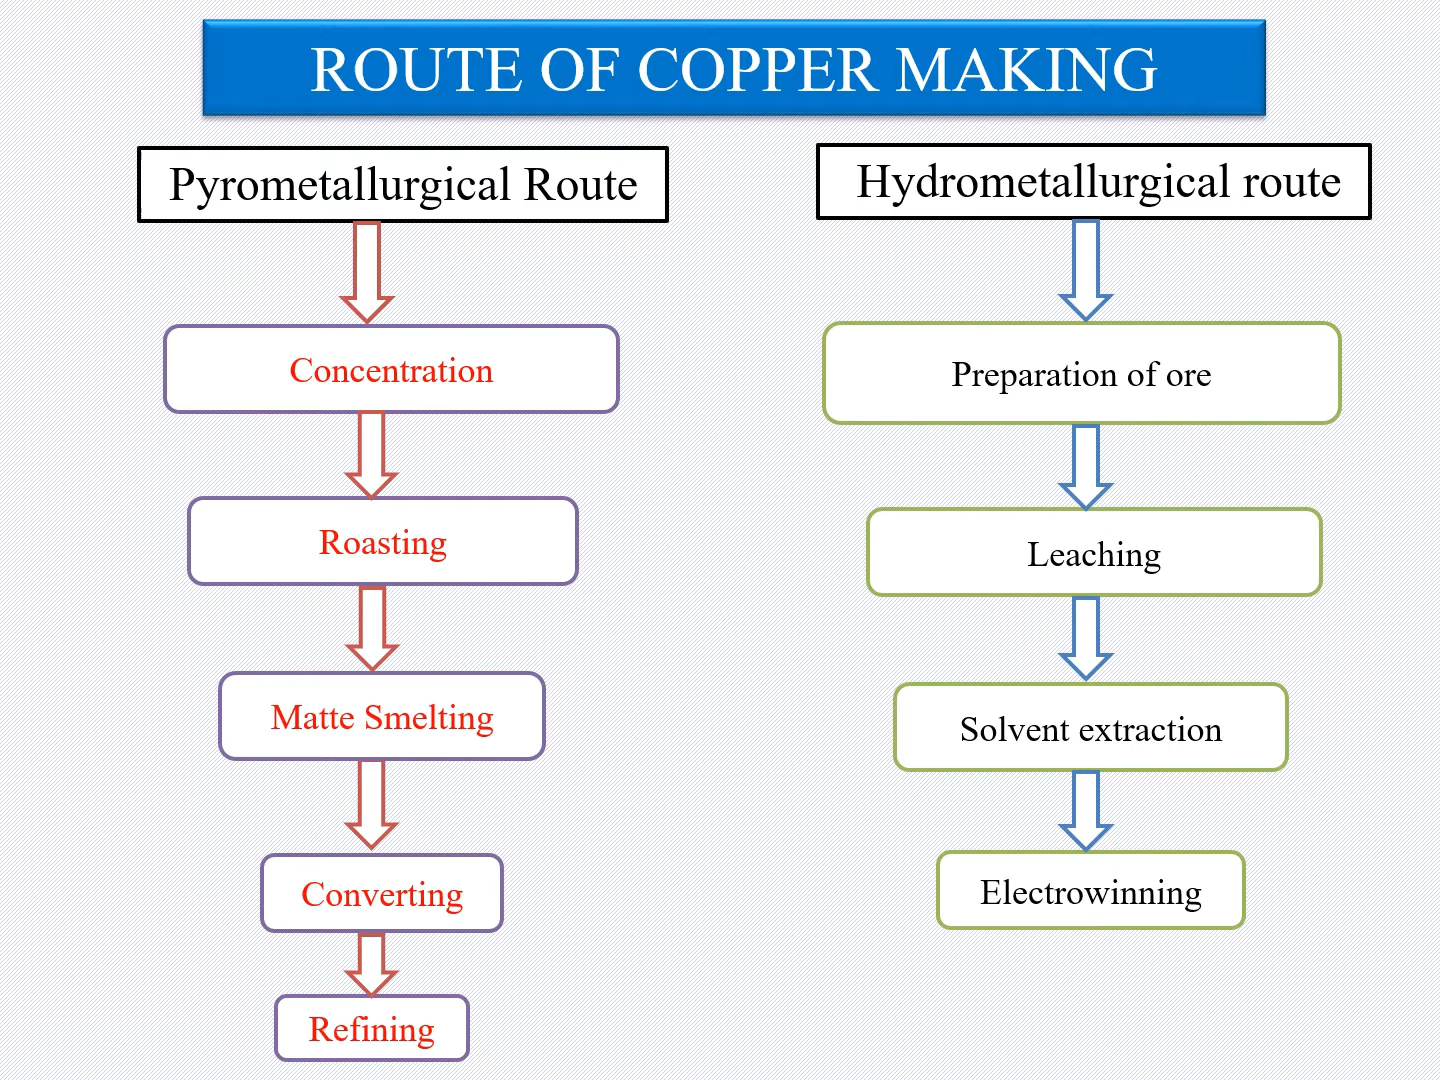 ROUTE OF COPPER MAKING
Pyrometallurgical Route
Concentration
Roasting
Matte Smelting
Converting
Refining
Hydrometallurgical route
Preparation of ore
Leaching
Solvent extraction
Electrowinning